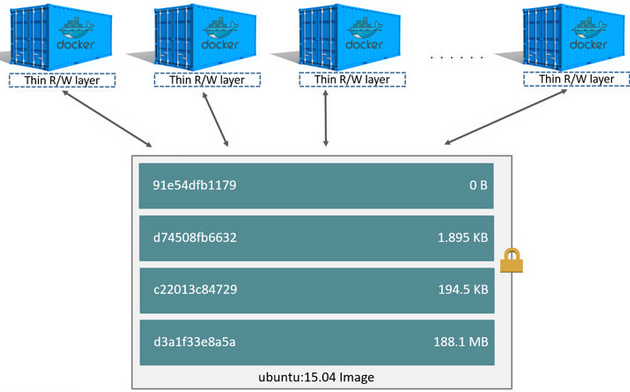 docker docker docker docker
Thin R/W layer Thin R/W layer Thin R/W layer . . . . . . Thin R/W layer
91e54dfb1179 0 B
d74508fb6632 1.895 KB
c22013c84729 194.5 KB
d3a1f33e8a5a 188.1 MB
ubuntu:15.04 Image